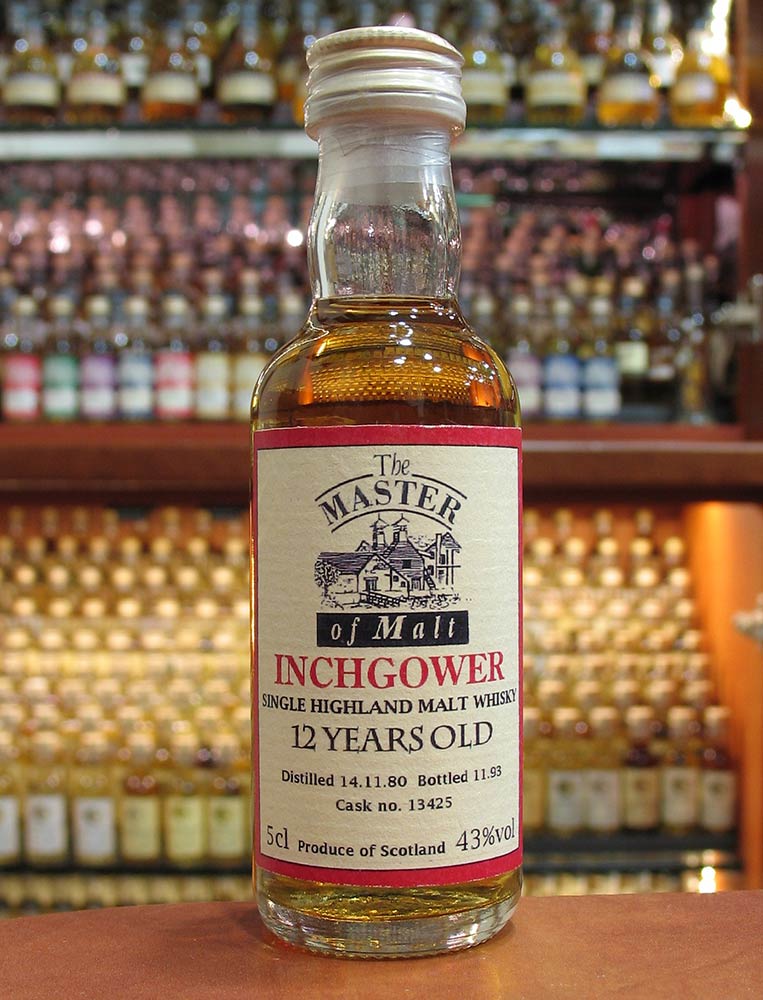 The
MASTER
of Malt
INCHGOWER
SINGLE HIGHLAND MALT WHISKY
12 YEARS OLD
Distilled 14.11.80 Bottled 11.93
Cask no. 13425
5cl Produce of Scotland 43%vol